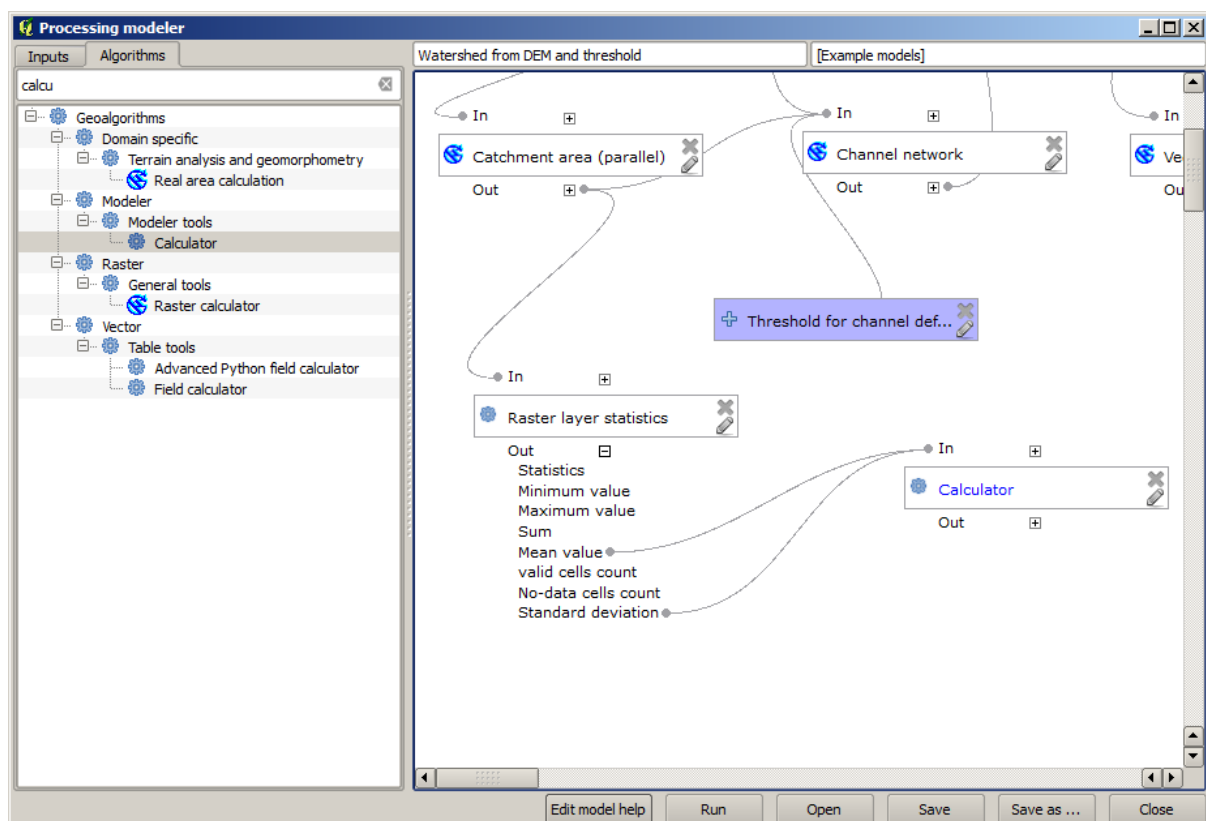 Processing modeler
Inputs Algorithms
Watershed from DEM and threshold [Example models]
calcu
Geoalgorithms
Domain specific
Terrain analysis and geomorphometry
Real area calculation
Modeler
Modeler tools
Calculator
Raster
General tools
Raster calculator
Vector
Table tools
Advanced Python field calculator
Field calculator
In
Catchment area (parallel)
Out
In
Channel network
Out
In
Ve
Ou
Threshold for channel def...
In
Raster layer statistics
Out
Statistics
Minimum value
Maximum value
Sum
Mean value
valid cells count
No-data cells count
Standard deviation
In
Calculator
Out
Edit model help Run Open Save Save as ... Close